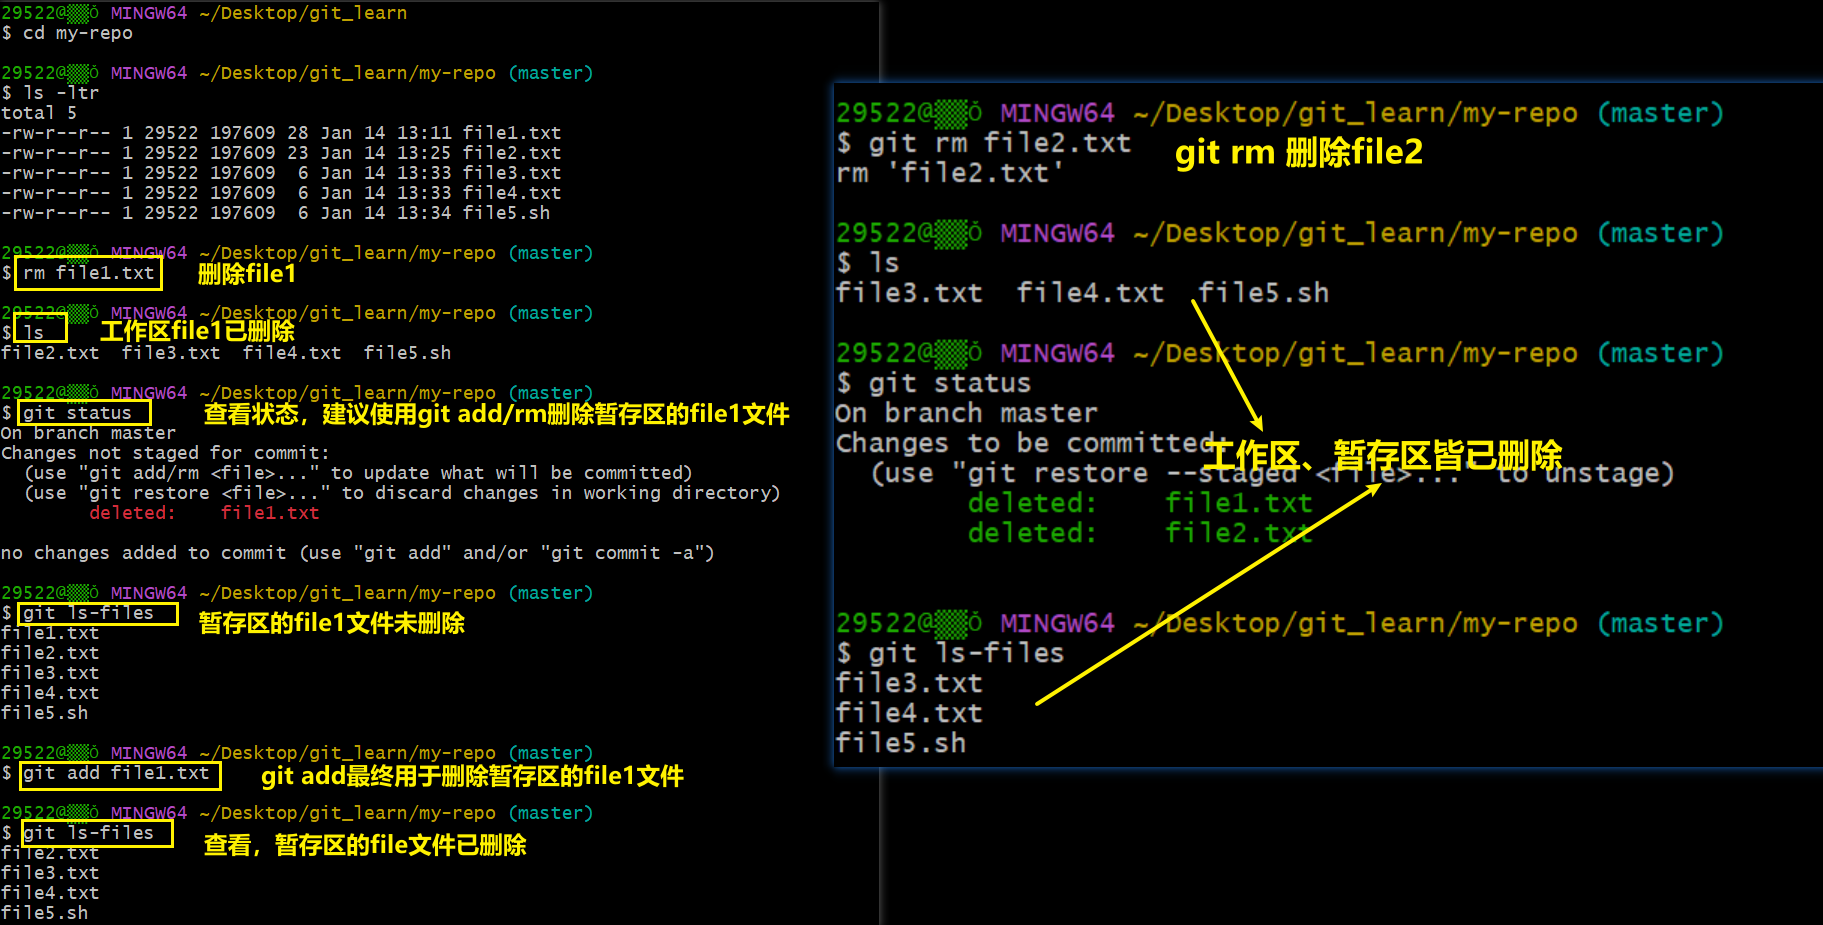 29522@▒▒ǒ MINGW64 ~/Desktop/git_learn
$ cd my-repo
29522@▒▒ǒ MINGW64 ~/Desktop/git_learn/my-repo (master)
$ ls -ltr
total 5
-rw-r--r-- 1 29522 197609 28 Jan 14 13:11 file1.txt
-rw-r--r-- 1 29522 197609 23 Jan 14 13:25 file2.txt
-rw-r--r-- 1 29522 197609  6 Jan 14 13:33 file3.txt
-rw-r--r-- 1 29522 197609  6 Jan 14 13:33 file4.txt
-rw-r--r-- 1 29522 197609  6 Jan 14 13:34 file5.sh
29522@▒▒ǒ MINGW64 ~/Desktop/git_learn/my-repo (master)
$ rm file1.txt 删除file1
29522@▒▒ǒ MINGW64 ~/Desktop/git_learn/my-repo (master)
$ ls 工作区file1已删除
file2.txt  file3.txt  file4.txt  file5.sh
29522@▒▒ǒ MINGW64 ~/Desktop/git_learn/my-repo (master)
$ git status 查看状态，建议使用git add/rm删除暂存区的file1文件
On branch master
Changes not staged for commit:
  (use "git add/rm <file>..." to update what will be committed)
  (use "git restore <file>..." to discard changes in working directory)
        deleted:    file1.txt
no changes added to commit (use "git add" and/or "git commit -a")
29522@▒▒ǒ MINGW64 ~/Desktop/git_learn/my-repo (master)
$ git ls-files 暂存区的file1文件未删除
file1.txt
file2.txt
file3.txt
file4.txt
file5.sh
29522@▒▒ǒ MINGW64 ~/Desktop/git_learn/my-repo (master)
$ git add file1.txt git add最终用于删除暂存区的file1文件
29522@▒▒ǒ MINGW64 ~/Desktop/git_learn/my-repo (master)
$ git ls-files 查看，暂存区的file文件已删除
file2.txt
file3.txt
file4.txt
file5.sh
29522@▒▒ǒ MINGW64 ~/Desktop/git_learn/my-repo (master)
$ git rm file2.txt git rm 删除file2
rm 'file2.txt'
29522@▒▒ǒ MINGW64 ~/Desktop/git_learn/my-repo (master)
$ ls
file3.txt  file4.txt  file5.sh
29522@▒▒ǒ MINGW64 ~/Desktop/git_learn/my-repo (master)
$ git status
On branch master
Changes to be committed:
工作区、暂存区皆已删除
  (use "git restore --staged <file>..." to unstage)
        deleted:    file1.txt
        deleted:    file2.txt
29522@▒▒ǒ MINGW64 ~/Desktop/git_learn/my-repo (master)
$ git ls-files
file3.txt
file4.txt
file5.sh